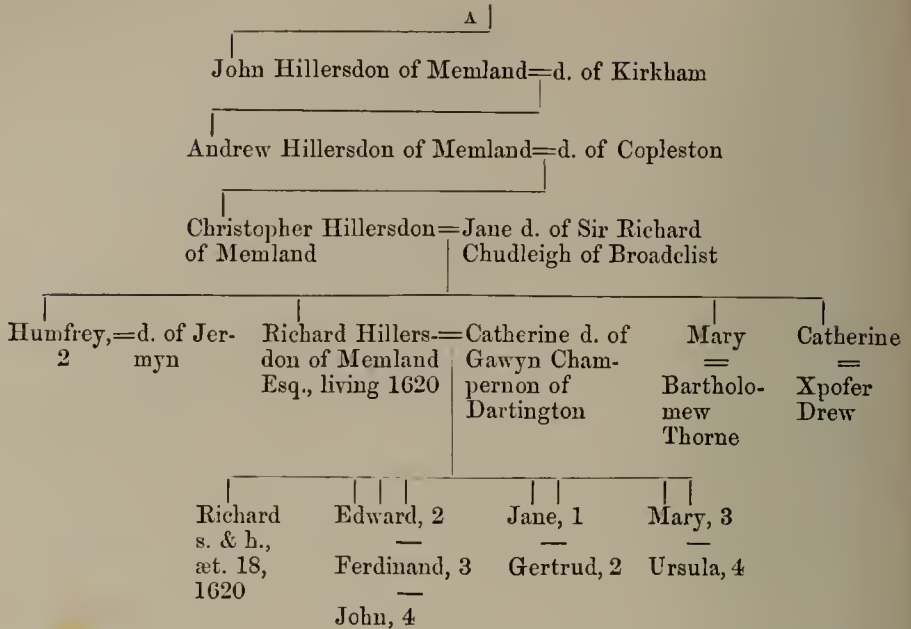 A
John Hillersdon of Memland=d. of Kirkham
Andrew Hillersdon of Memland=d. of Copleston
Christopher Hillersdon=Jane d. of Sir Richard
of Memland Chudleigh of Broadclist
Humfrey,=d. of Jer-
2 myn
Richard Hillers-=Catherine d. of
don of Memland Gawyn Cham-
Esq., living 1620 pernon of
Dartington
Mary
=
Bartholo-
mew
Thorne
Catherine
=
Xpofer
Drew
Richard
s. & h.,
æt. 18,
1620
Edward, 2
—
Ferdinand, 3
—
John, 4
Jane, 1
—
Gertrud, 2
Mary, 3
—
Ursula, 4